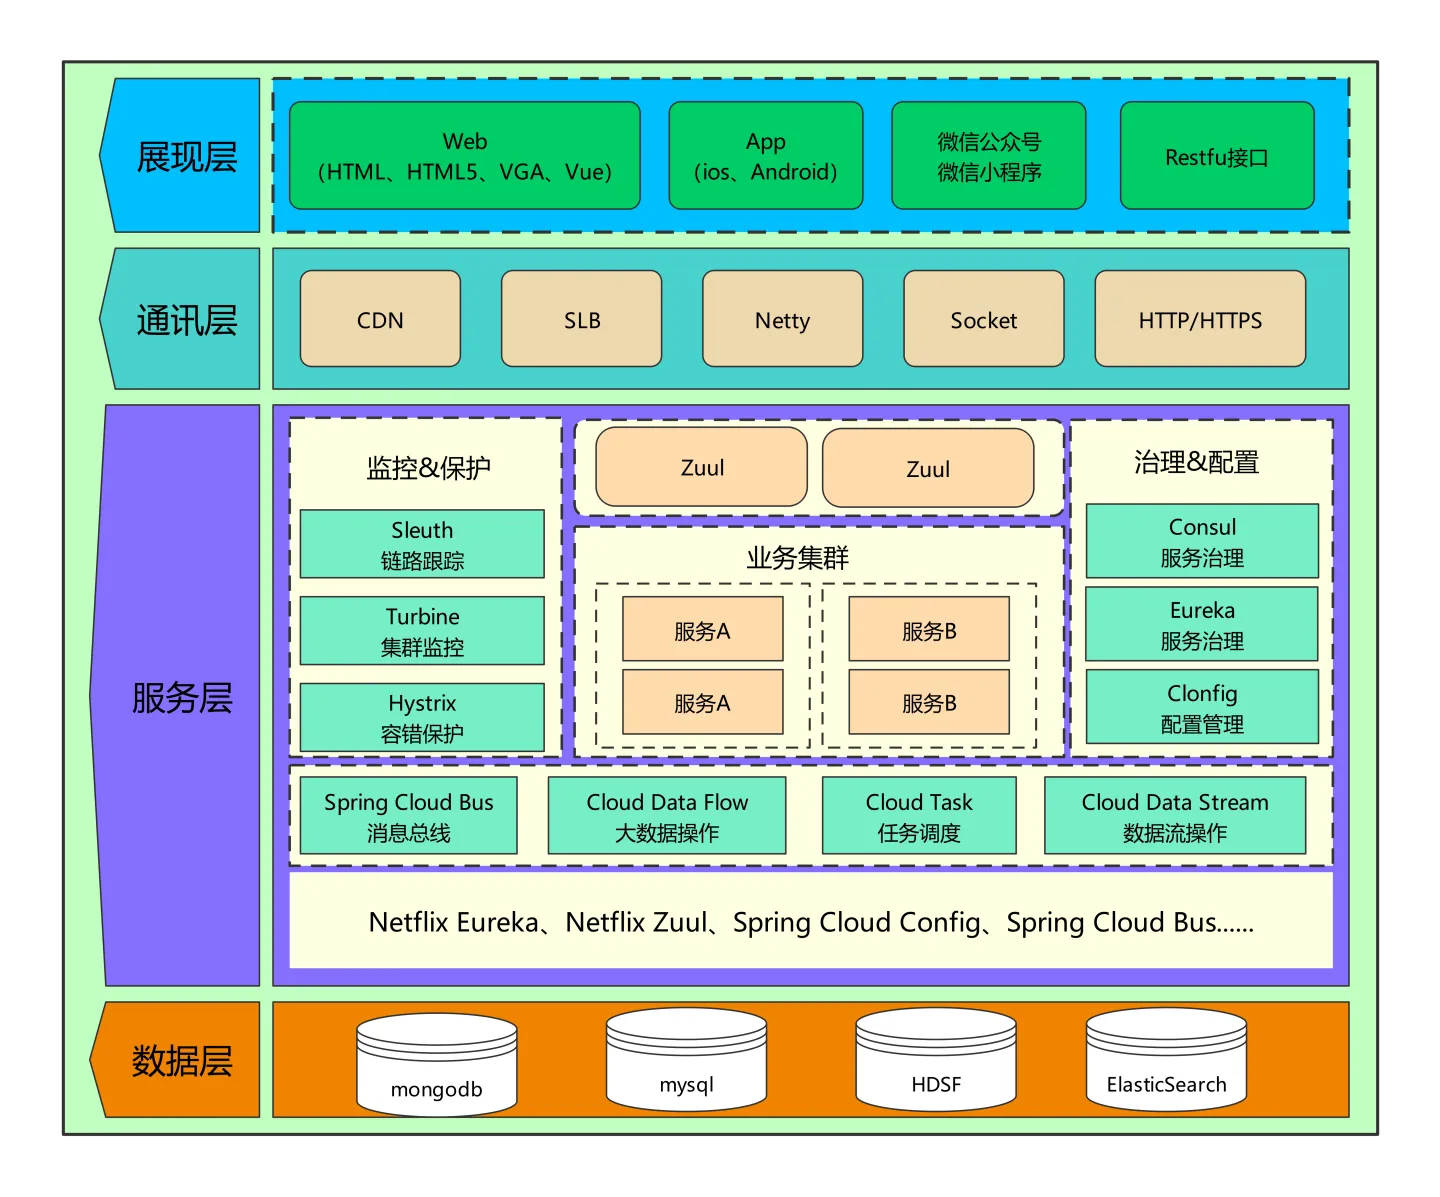 展现层
Web
（HTML、HTML5、VGA、Vue）
App
（ios、Android）
微信公众号
微信小程序
Restfu接口
通讯层
CDN
SLB
Netty
Socket
HTTP/HTTPS
服务层
监控&保护
Sleuth
链路跟踪
Turbine
集群监控
Hystrix
容错保护
Zuul
Zuul
业务集群
服务A
服务B
服务A
服务B
治理&配置
Consul
服务治理
Eureka
服务治理
Clonfig
配置管理
Spring Cloud Bus
消息总线
Cloud Data Flow
大数据操作
Cloud Task
任务调度
Cloud Data Stream
数据流操作
Netflix Eureka、Netflix Zuul、Spring Cloud Config、Spring Cloud Bus......
数据层
mongodb
mysql
HDSF
ElasticSearch